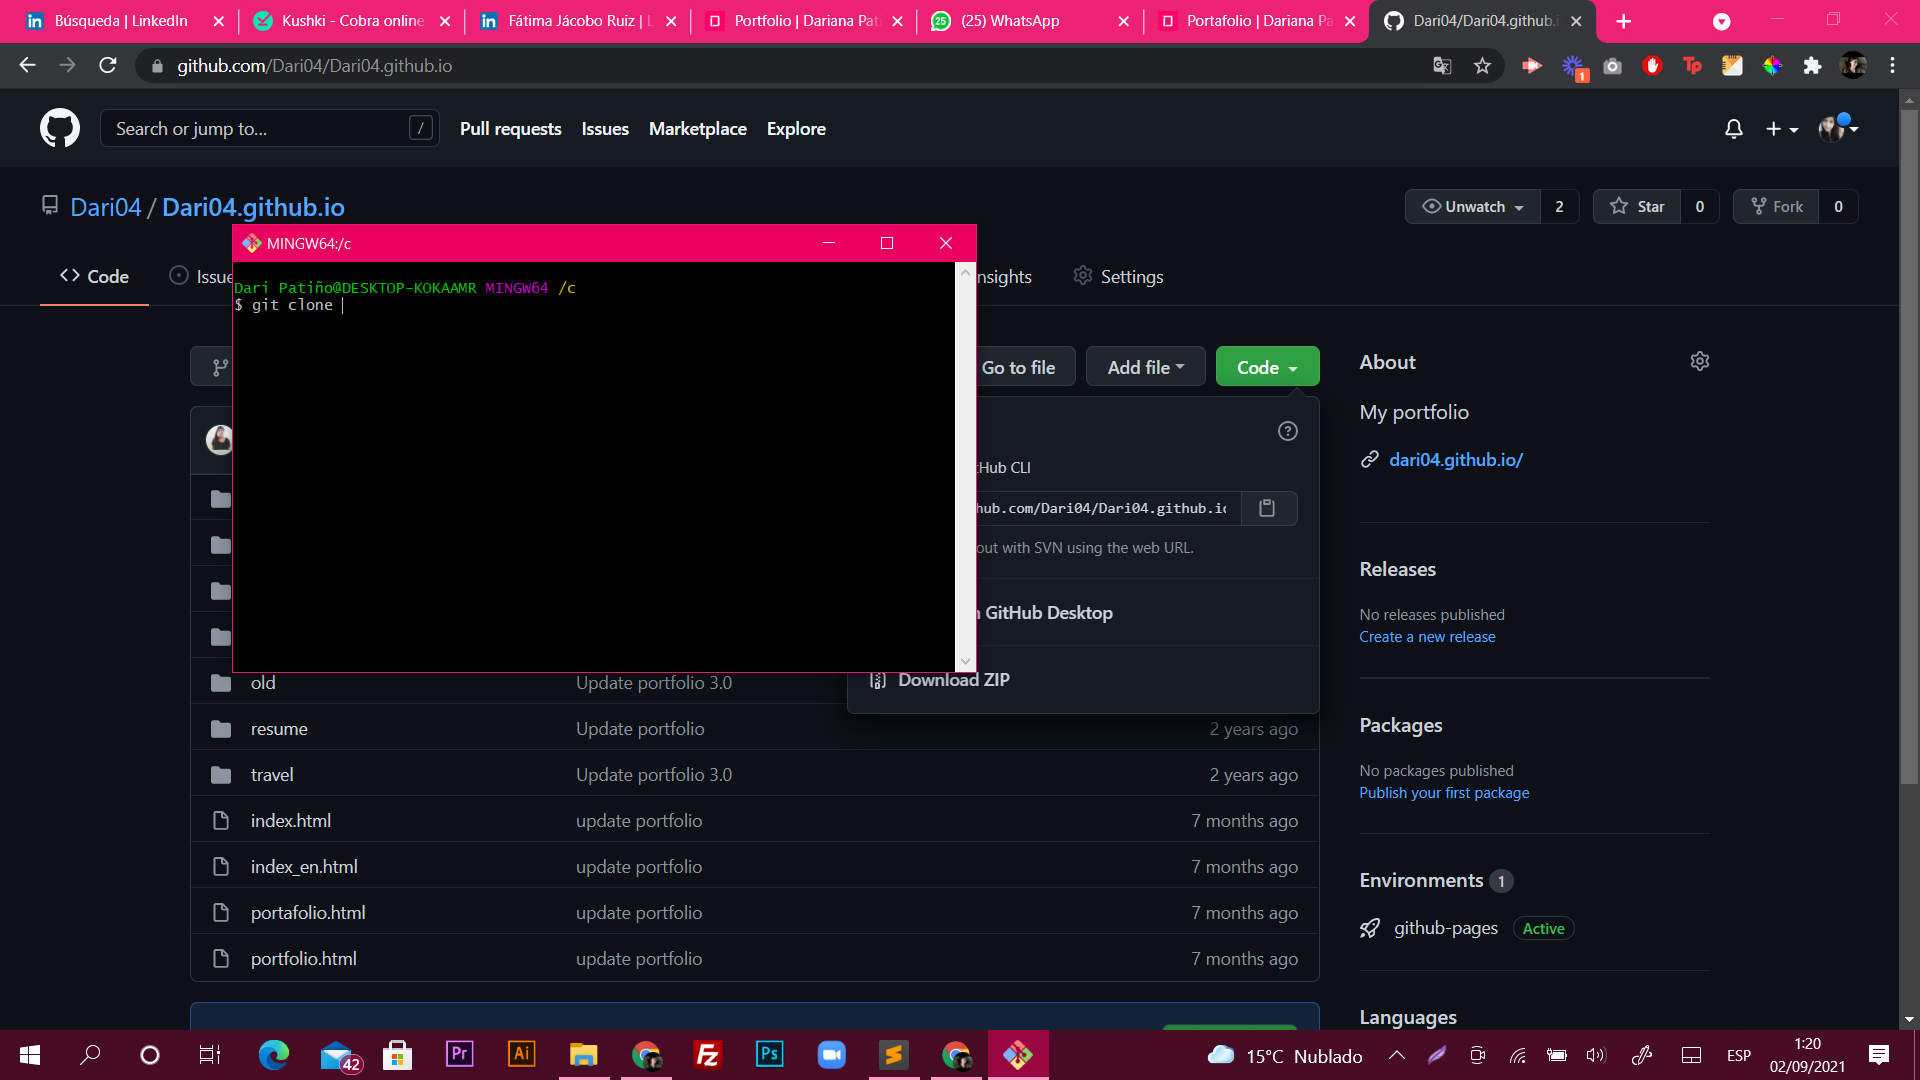 Búsqueda | LinkedIn
Kushki - Cobra online
Fátima Jácobo Ruiz | L
Portfolio | Dariana Pat
(25) WhatsApp
Portafolio | Dariana Pa
Dari04/Dari04.github.i
github.com/Dari04/Dari04.github.io
1
Search or jump to...
/
Pull requests
Issues
Marketplace
Explore
Dari04 / Dari04.github.io
Unwatch
2
Star
0
Fork
0
MINGW64:/c
Code
Issue
nsights
Settings
Dari Patiño@DESKTOP-KOKAAMR MINGW64 /c
$ git clone
Go to file
Add file
Code
About
My portfolio
tHub CLI
dari04.github.io/
hub.com/Dari04/Dari04.github.io
out with SVN using the web URL.
Releases
No releases published
Create a new release
n GitHub Desktop
Download ZIP
old
Update portfolio 3.0
resume
Update portfolio
2 years ago
travel
Update portfolio 3.0
2 years ago
index.html
update portfolio
7 months ago
index_en.html
update portfolio
7 months ago
portafolio.html
update portfolio
7 months ago
portfolio.html
update portfolio
7 months ago
Packages
No packages published
Publish your first package
Environments 1
github-pages
Active
Languages
42
Pr
Ai
Fz
Ps
15°C Nublado
ESP
1:20
02/09/2021